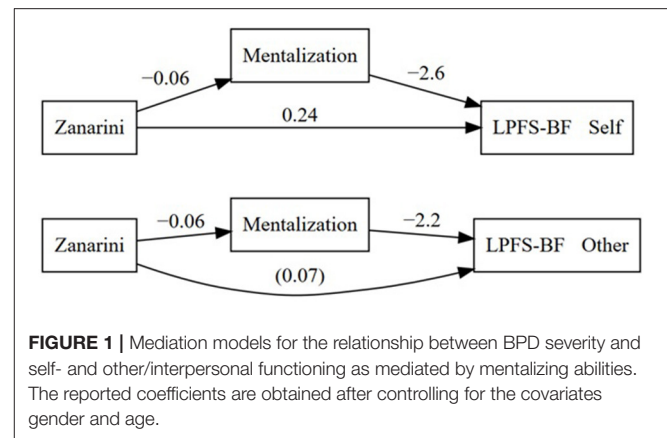 Mentalization
−0.06
−2.6
Zanarini
0.24
LPFS-BF Self
Mentalization
−0.06
−2.2
Zanarini
LPFS-BF Other
(0.07)
FIGURE 1 | Mediation models for the relationship between BPD severity and
self- and other/interpersonal functioning as mediated by mentalizing abilities.
The reported coefficients are obtained after controlling for the covariates
gender and age.